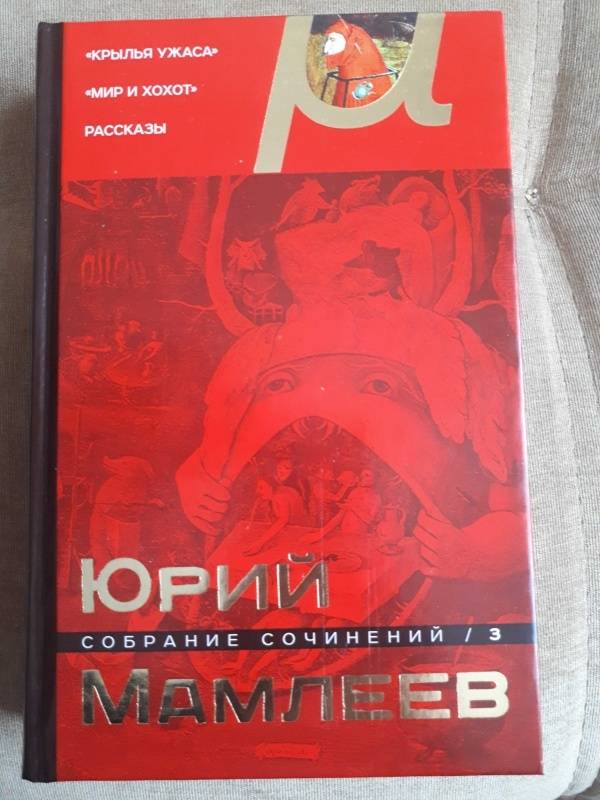 «КРЫЛЬЯ УЖАСА»
«МИР И ХОХОТ»
РАССКАЗЫ
μ
ЮРИЙ
СОБРАНИЕ СОЧИНЕНИЙ / 3
МАМЛЕЕВ